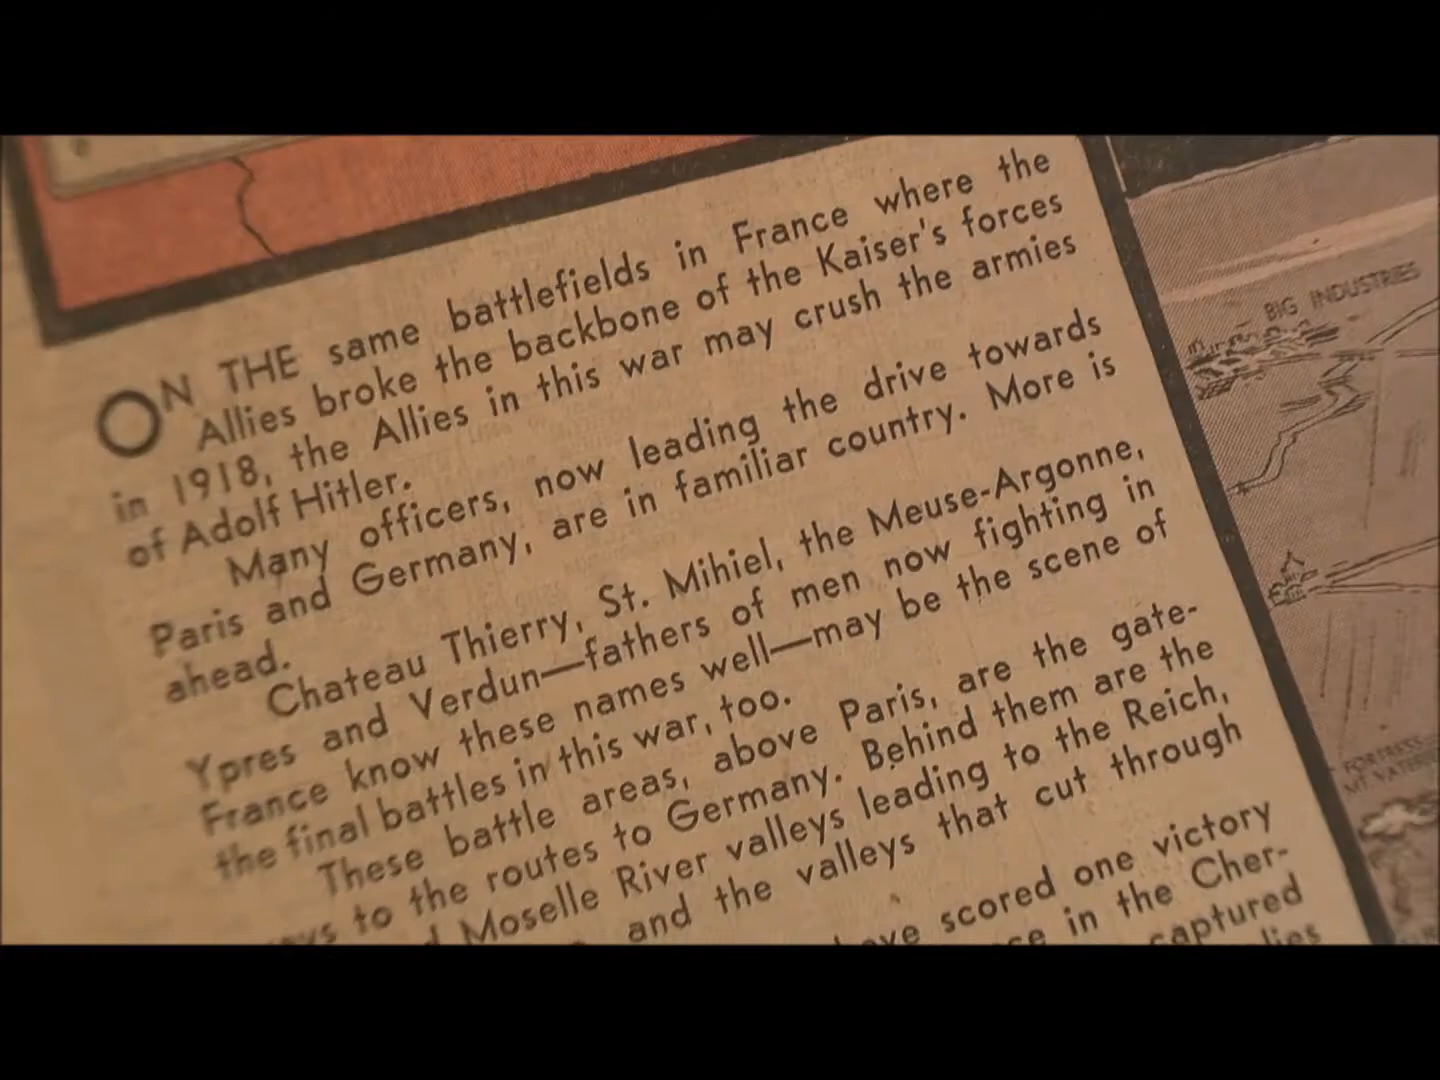 ON THE same battlefields in France where the
Allies broke the backbone of the Kaiser's forces
in 1918, the Allies in this war may crush the armies
of Adolf Hitler.
Many officers, now leading the drive towards
Paris and Germany, are in familiar country. More is
ahead.
Chateau Thierry, St. Mihiel, the Meuse-Argonne,
Ypres and Verdun—fathers of men now fighting in
France know these names well—may be the scene of
the final battles in this war, too.
These battle areas, above Paris, are the gate-
to the routes to Germany. Behind them are the
Moselle River valleys leading to the Reich,
and the valleys that cut through
scored one victory
in the Cher-
captured
BIG INDUSTRIES
FORTRESS
MT. VALERIE